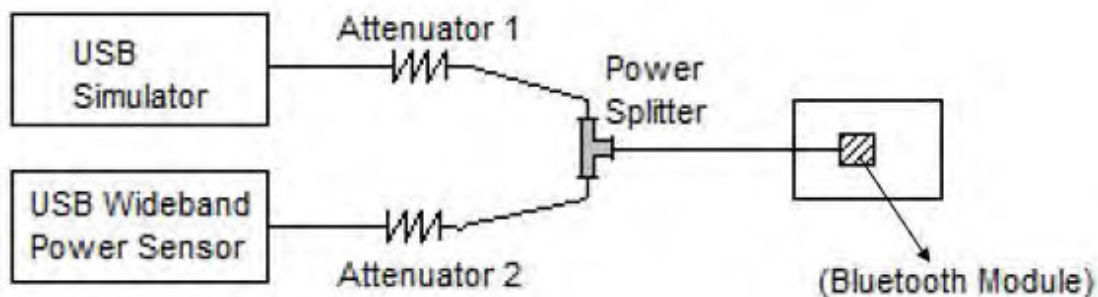 USB
Simulator
Attenuator 1
Power
Splitter
USB Wideband
Power Sensor
Attenuator 2
(Bluetooth Module)